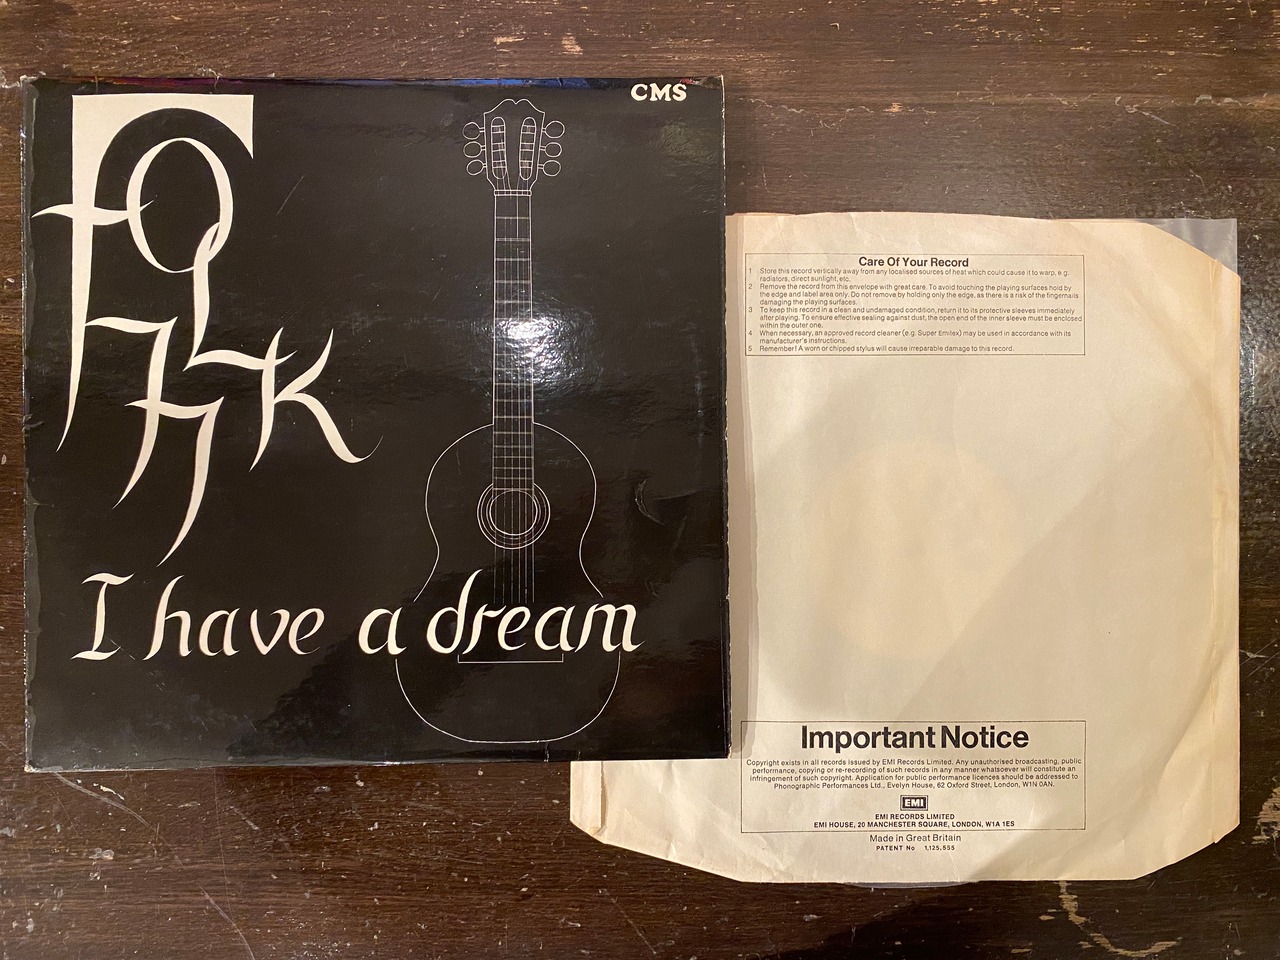 CMS
FOLK
77
I have a dream
Care Of Your Record
1 Store this record vertically away from any localised sources of heat which could cause it to warp, e.g.
radiators, direct sunlight, etc.
2 Remove the record from this envelope with great care. To avoid touching the playing surfaces hold by
the edge and label area only. Do not remove by holding only the edge, as there is a risk of the fingernails
damaging the playing surfaces.
3 To keep this record in a clean and undamaged condition, return it to its protective sleeves immediately
after playing. To ensure effective sealing against dust, the open end of the inner sleeve must be enclosed
within the outer one.
4 When necessary, an approved record cleaner (e.g. Super Emitex) may be used in accordance with its
manufacturer's instructions.
5 Remember! A worn or chipped stylus will cause irreparable damage to this record.
Important Notice
Copyright exists in all records issued by EMI Records Limited. Any unauthorised broadcasting, public
performance, copying or re-recording of such records in any manner whatsoever will constitute an
infringement of such copyright. Application for public performance licences should be addressed to
Phonographic Performances Ltd., Evelyn House, 62 Oxford Street, London, W1N 0AN.
EMI
EMI RECORDS LIMITED
EMI HOUSE, 20 MANCHESTER SQUARE, LONDON, W1A 1ES
Made in Great Britain
PATENT No 1,125,555